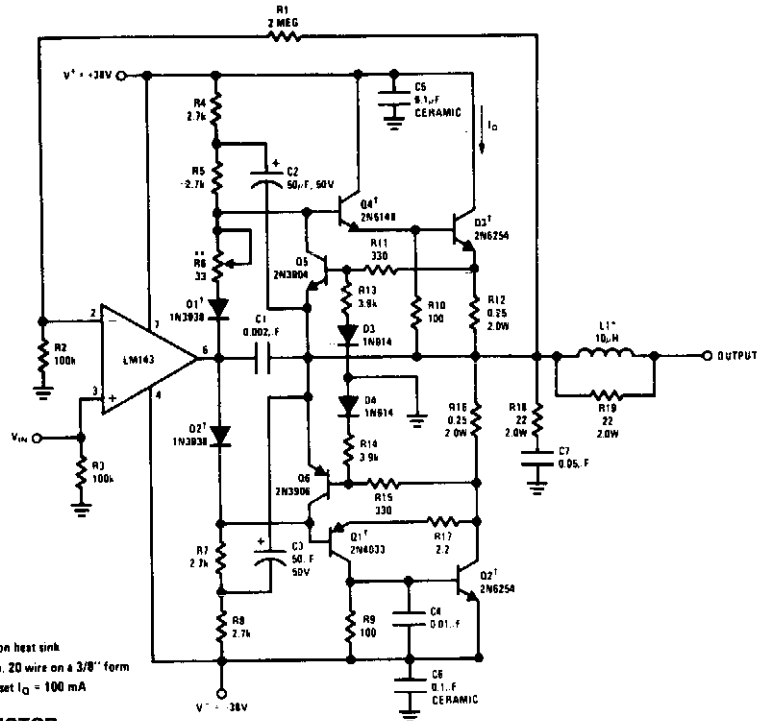 R1
2 MEG
V⁺ = +38V
R4
2.7k
C5
0.1µF
CERAMIC
I_Q
R5
2.7k
C2
50µF, 50V
Q4†
2N6148
Q3†
2N6254
**
R6
33
Q5
2N3904
R11
330
R13
3.9k
R10
100
R12
0.25
2.0W
D1†
1N3938
C1
0.002µF
D3
1N914
2
7
6
LM143
3
4
R2
100k
L1*
10µH
OUTPUT
D4
1N914
R16
0.25
2.0W
R18
22
2.0W
R19
22
2.0W
D2†
1N3938
V_IN
R3
100k
R14
3.9k
C7
0.05µF
Q6
2N3906
R15
330
Q1†
2N4033
R17
2.2
R7
2.7k
C3
50µF
50V
Q2†
2N6254
R8
2.7k
R9
100
C4
0.01µF
on heat sink
. 20 wire on a 3/8" form
set I_Q = 100 mA
C6
0.1µF
CERAMIC
V⁻ = -38V